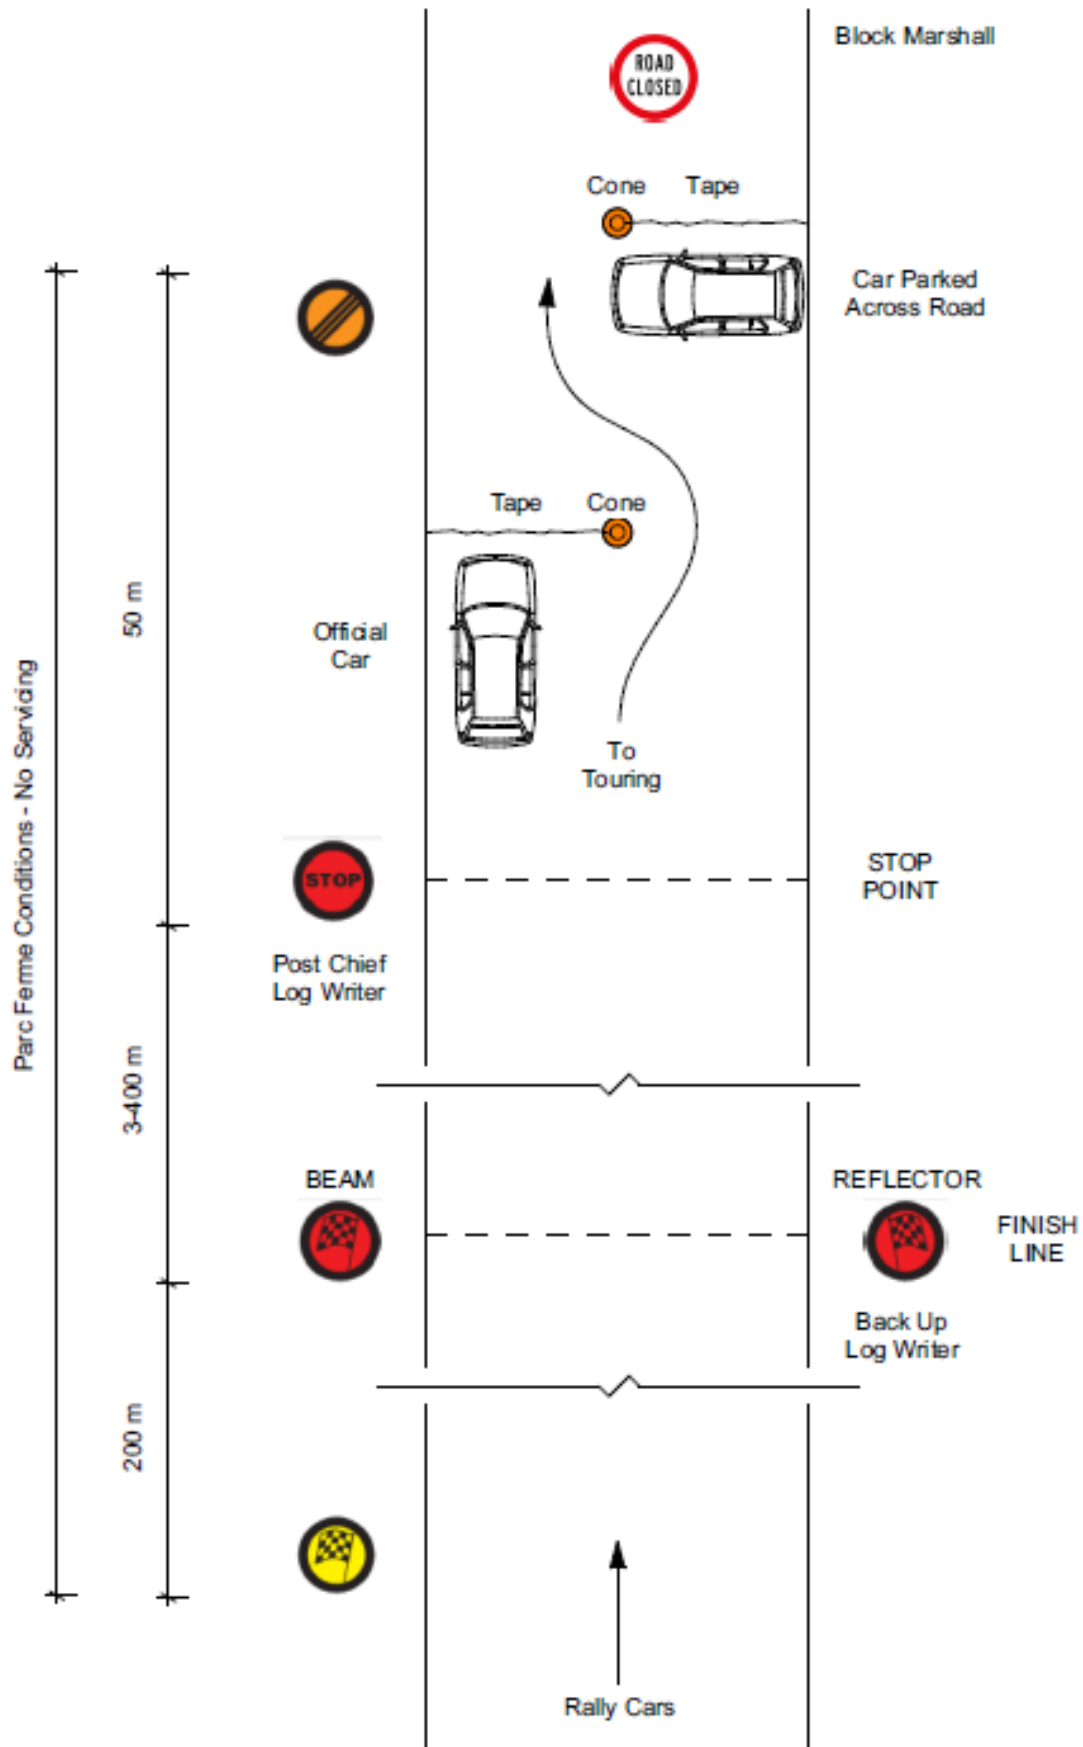 Block Marshall
ROAD
CLOSED
Cone Tape
Car Parked
Across Road
Tape Cone
50 m
Official
Car
To
Touring
Parc Ferme Conditions - No Servicing
STOP
STOP
POINT
Post Chief
Log Writer
3-400 m
BEAM
REFLECTOR
FINISH
LINE
Back Up
Log Writer
200 m
Rally Cars